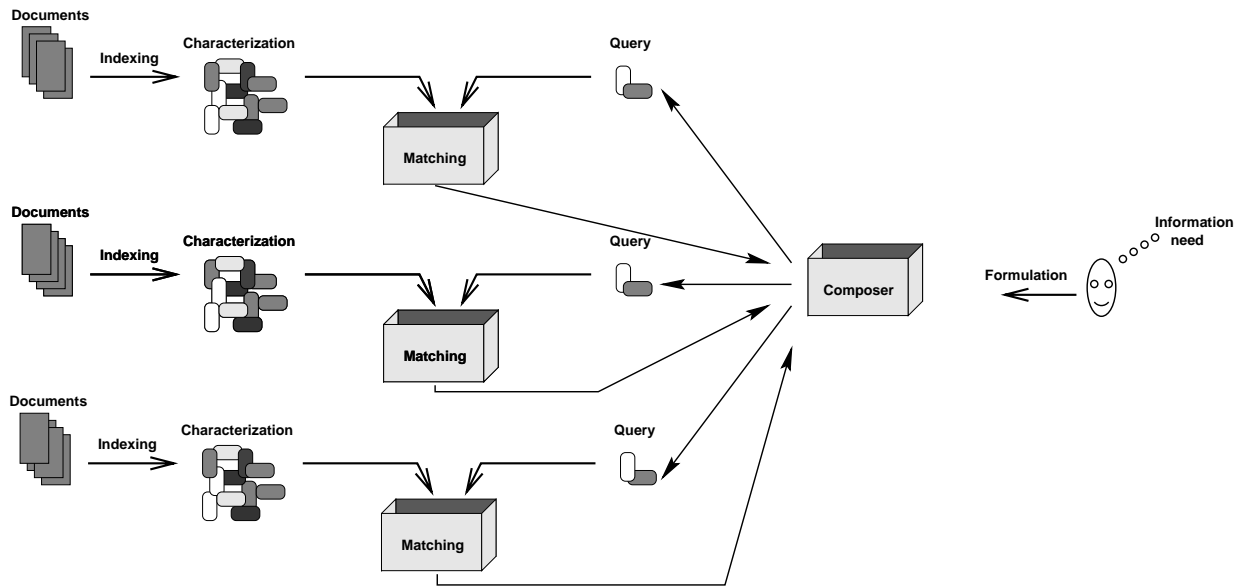 Documents
Indexing
Characterization
Query
Matching
Documents
Indexing
Characterization
Query
Matching
Composer
Formulation
Information
need
Documents
Indexing
Characterization
Query
Matching